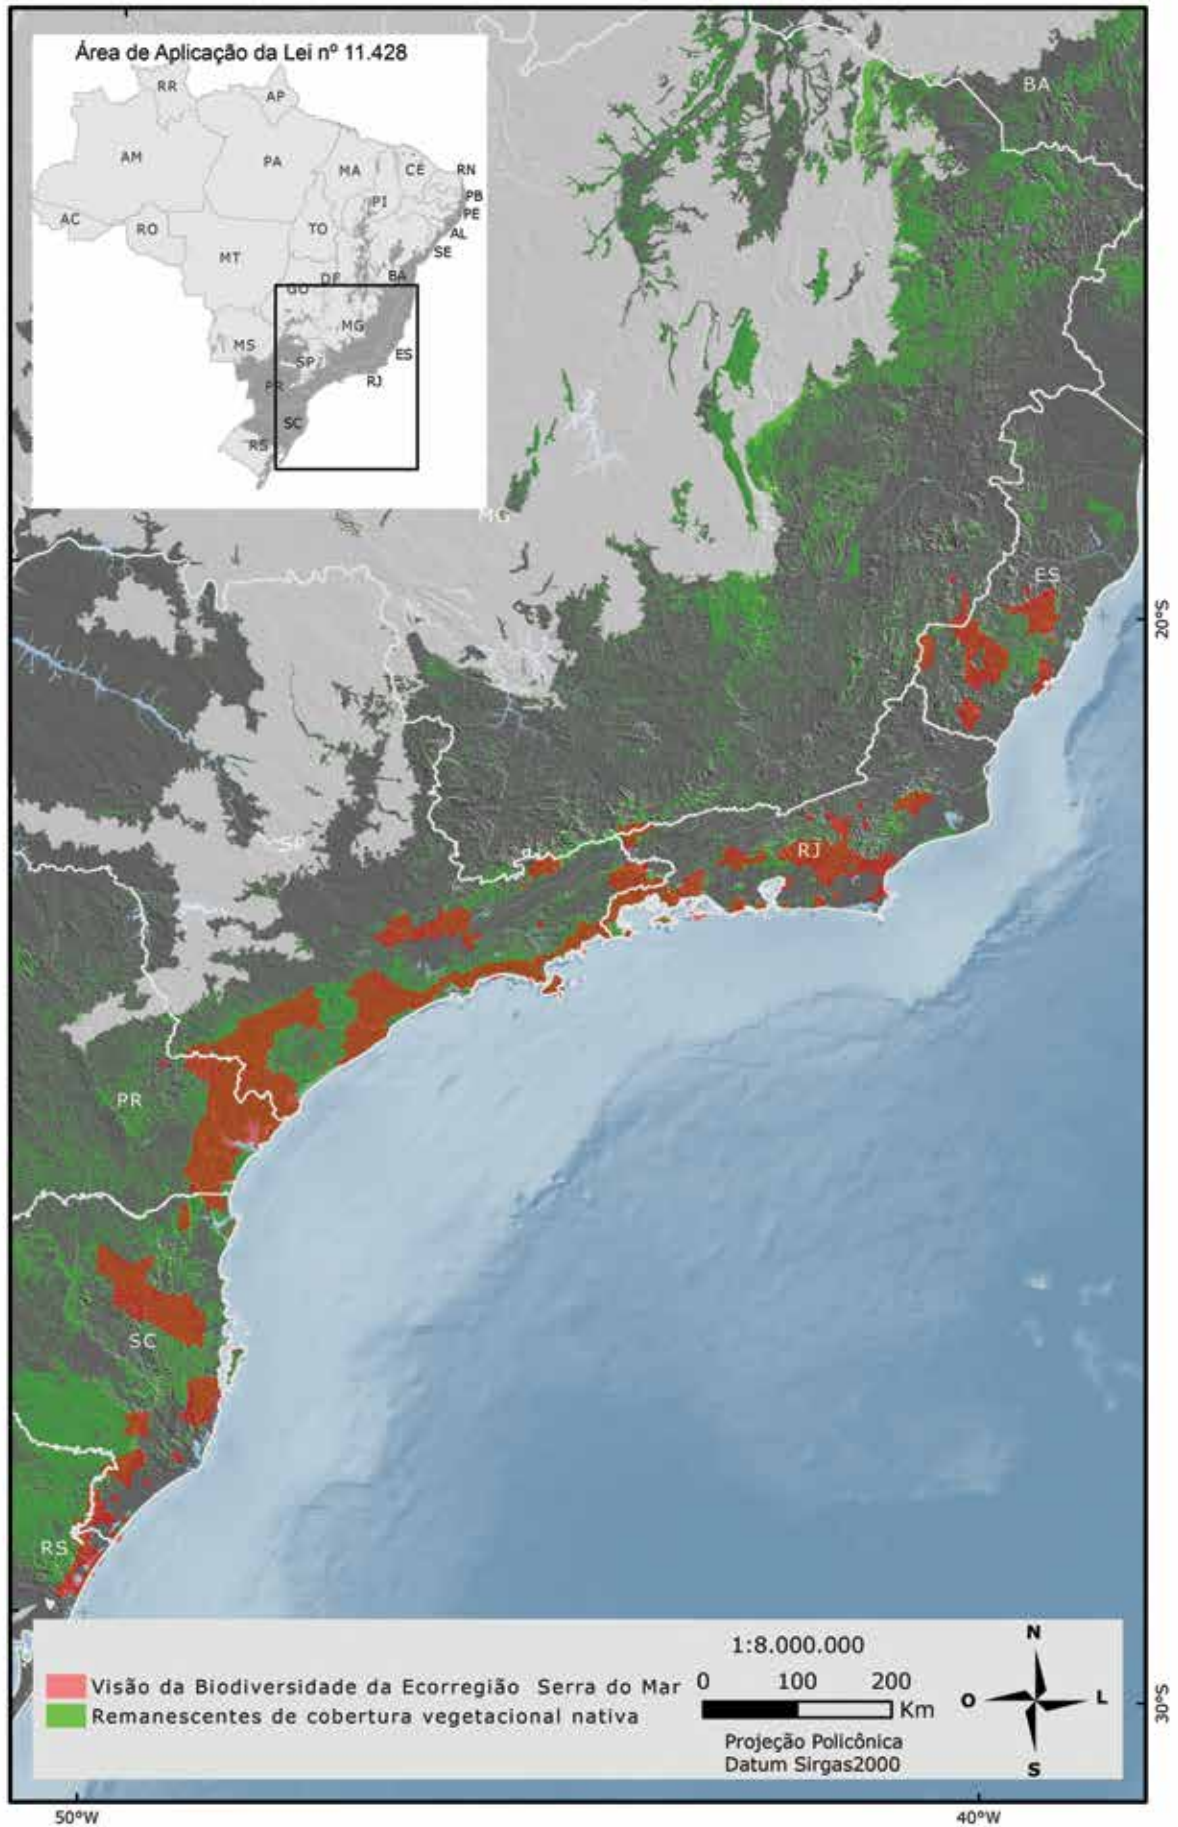 Área de Aplicação da Lei nº 11.428
RR
AP
AM
PA
MA
CE
RN
PB
PE
AL
SE
PI
AC
RO
TO
MT
BA
DF
GO
MG
MS
ES
SP
RJ
PR
SC
RS
BA
MG
ES
20°S
SP
RJ
PR
SC
RS
Visão da Biodiversidade da Ecorregião Serra do Mar
Remanescentes de cobertura vegetacional nativa
1:8.000.000
0 100 200
Km
Projeção Policônica
Datum Sirgas2000
N
O L
S
30°S
50°W 40°W